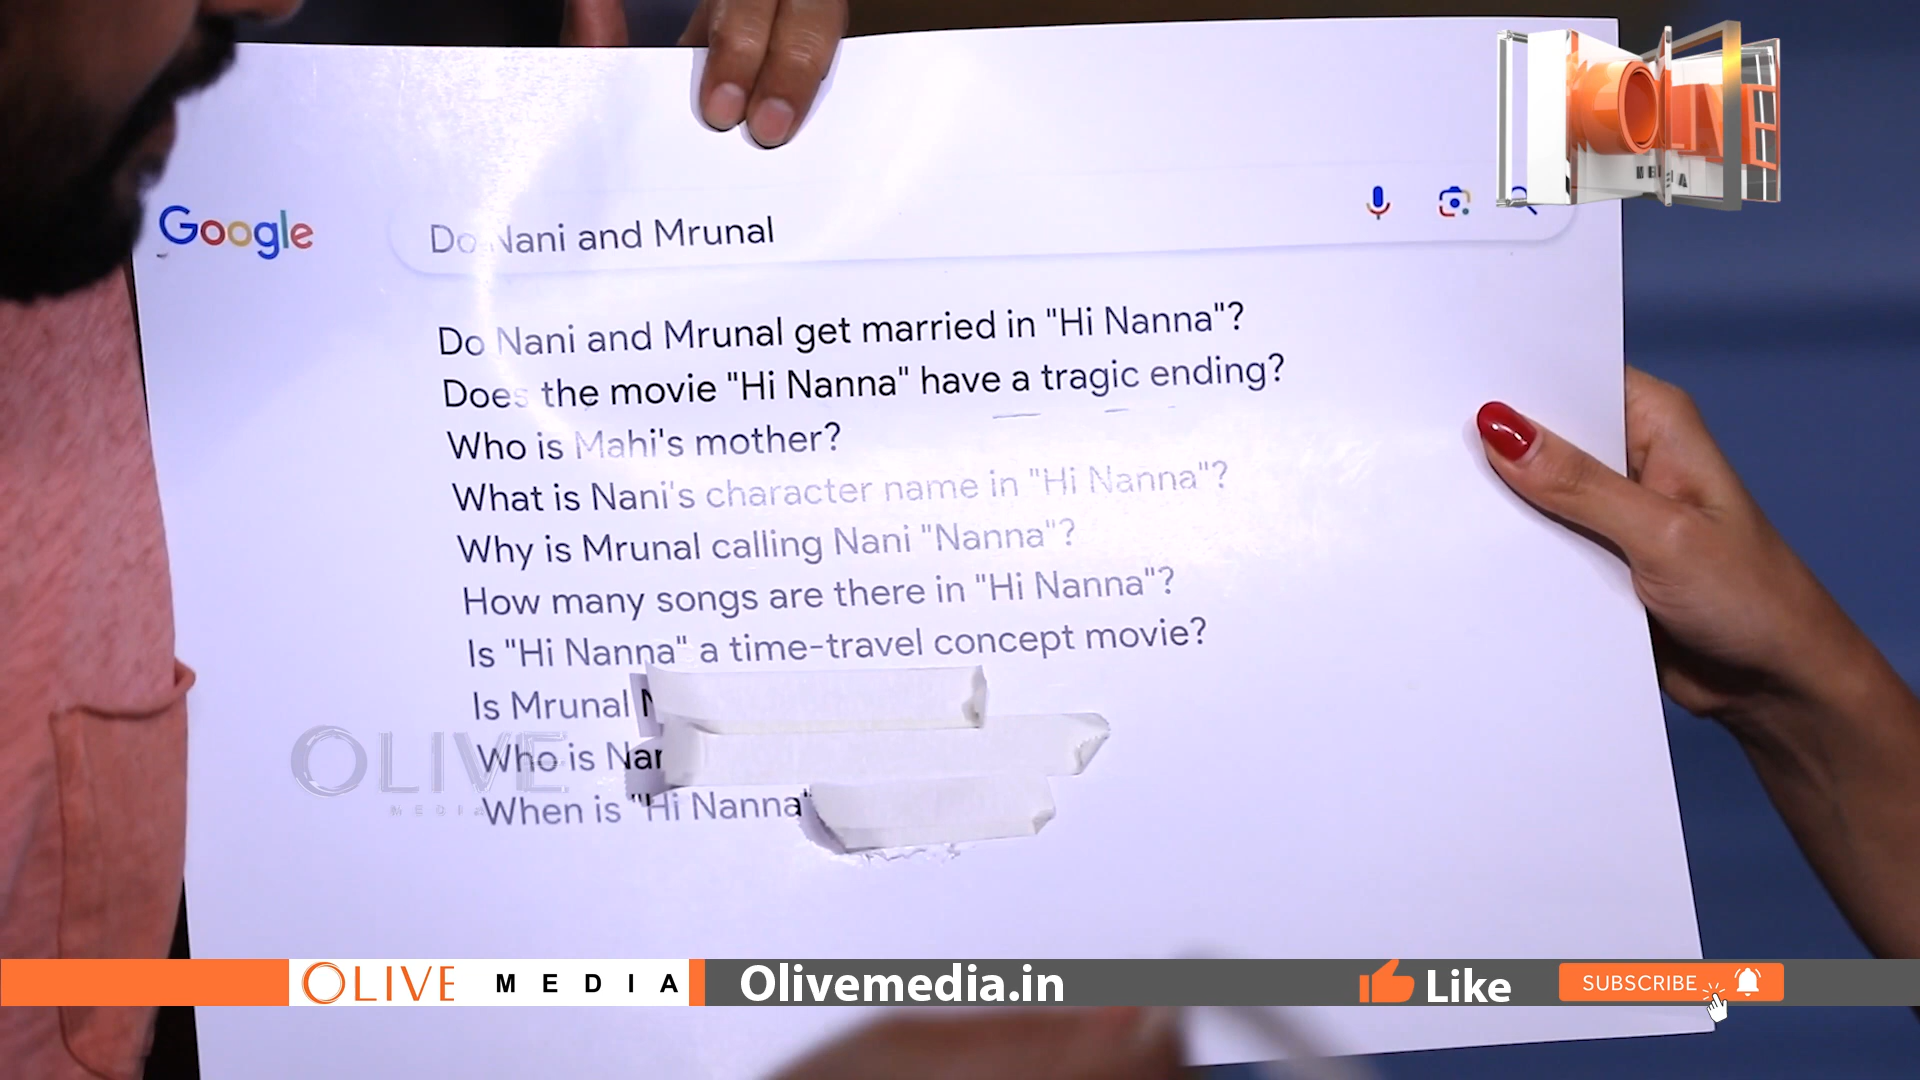 Google
Do Nani and Mrunal
Do Nani and Mrunal get married in "Hi Nanna"?
Does the movie "Hi Nanna" have a tragic ending?
Who is Mahi's mother?
What is Nani's character name in "Hi Nanna"?
Why is Mrunal calling Nani "Nanna"?
How many songs are there in "Hi Nanna"?
Is "Hi Nanna" a time-travel concept movie?
Is Mrunal
Who is
When is "Hi Nanna"
OLIVE
MEDIA
OLIVE MEDIA
Olivemedia.in
Like
SUBSCRIBE